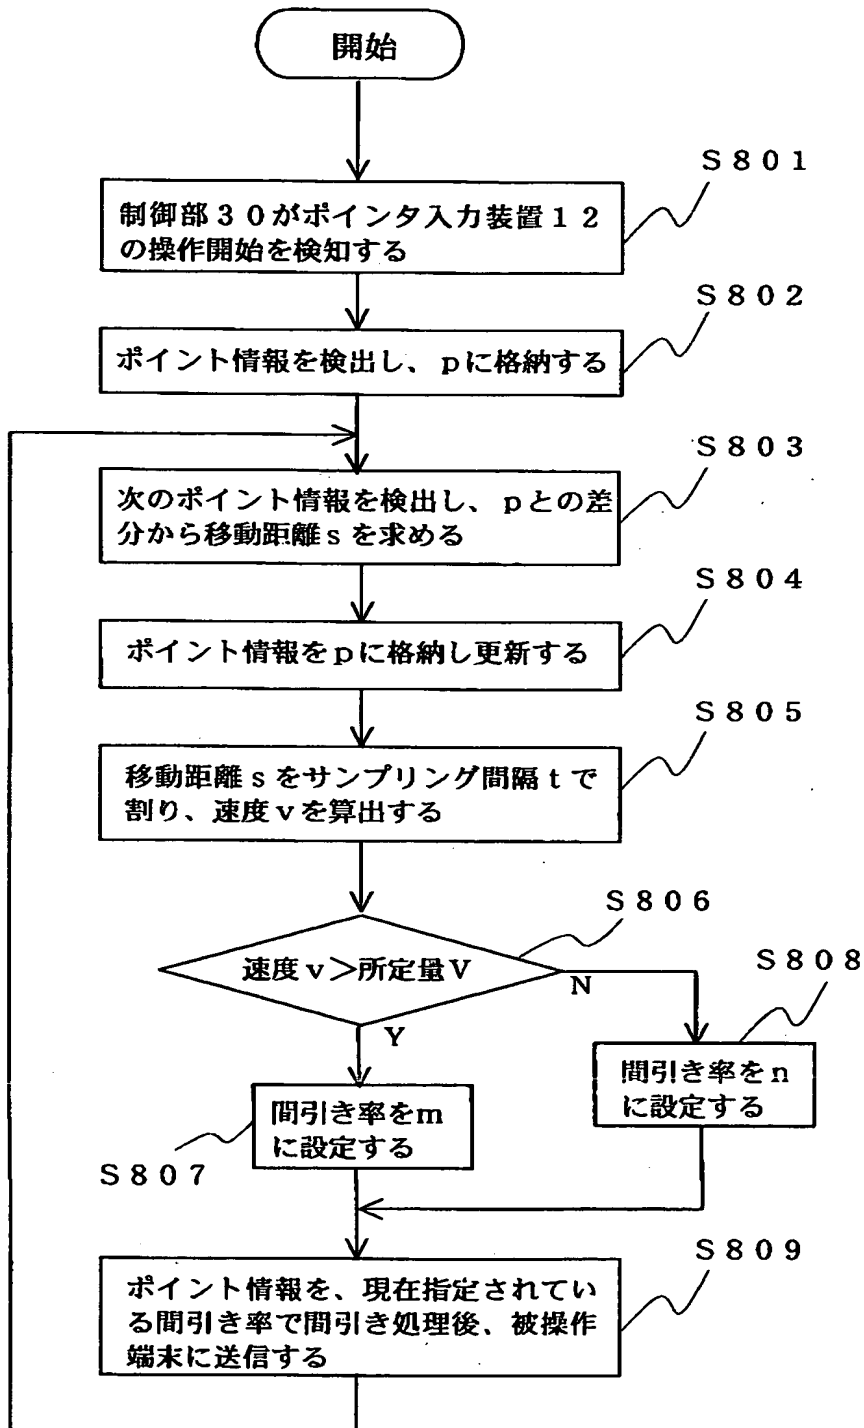 開始
S801
制御部30がポインタ入力装置12
の操作開始を検知する
S802
ポイント情報を検出し、pに格納する
S803
次のポイント情報を検出し、pとの差
分から移動距離sを求める
S804
ポイント情報をpに格納し更新する
S805
移動距離sをサンプリング間隔tで
割り、速度vを算出する
S806
速度v>所定量V
N
Y
S808
間引き率をn
に設定する
間引き率をm
に設定する
S807
S809
ポイント情報を、現在指定されてい
る間引き率で間引き処理後、被操作
端末に送信する